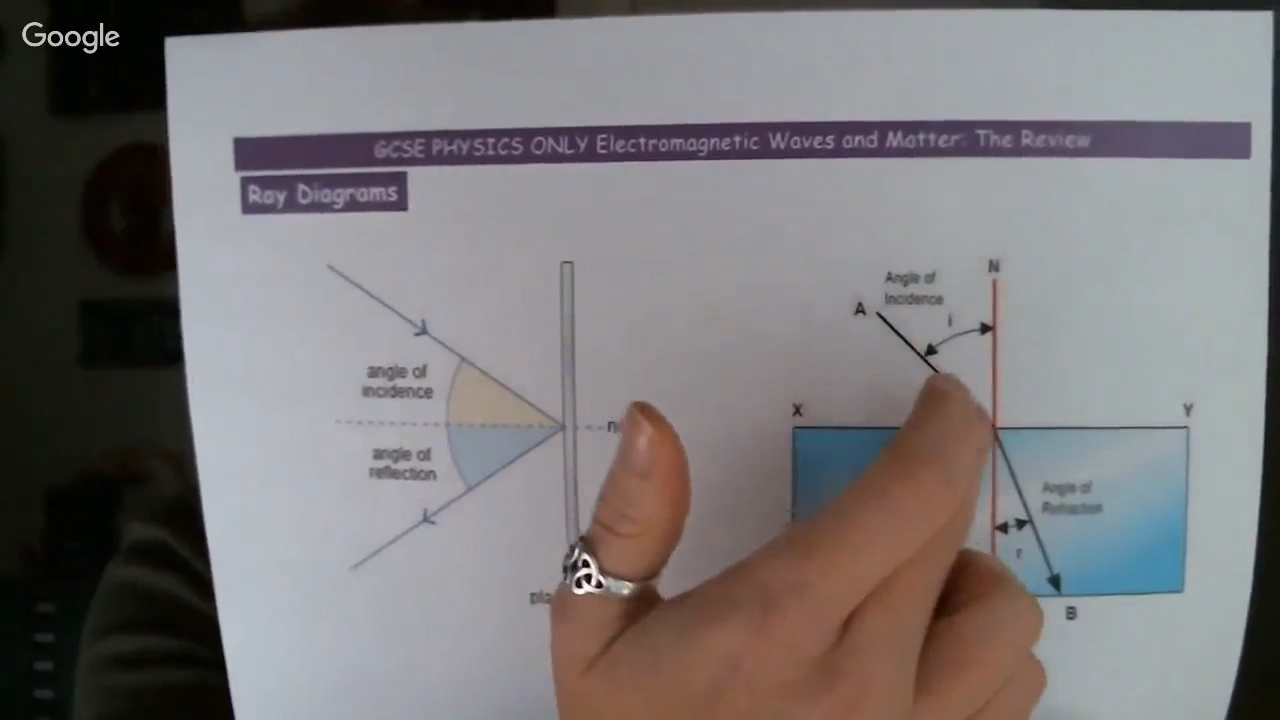 Google
GCSE PHYSICS ONLY Electromagnetic Waves and Matter: The Review
Ray Diagrams
angle of
incidence
angle of
reflection
Angle of
Incidence
N
A
i
X
Y
Angle of
Refraction
r
B